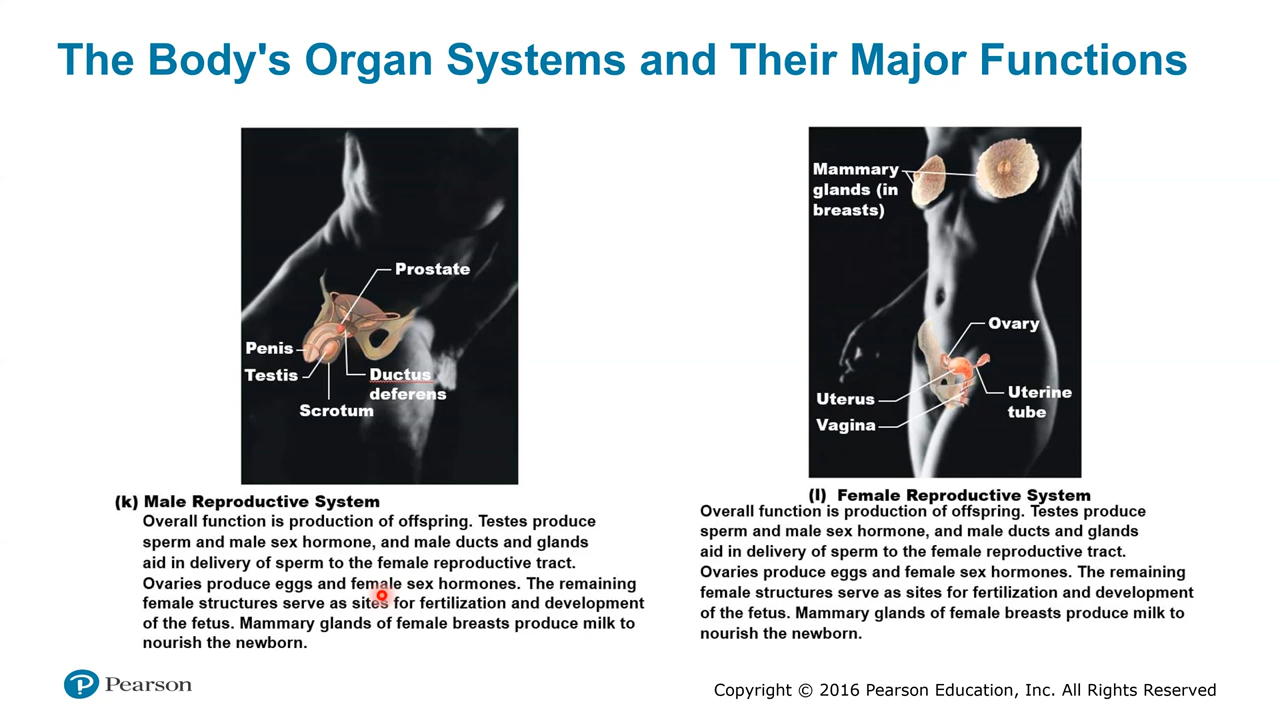 The Body's Organ Systems and Their Major Functions
Prostate
Penis
Testis
Ductus
deferens
Scrotum
(k) Male Reproductive System
Overall function is production of offspring. Testes produce
sperm and male sex hormone, and male ducts and glands
aid in delivery of sperm to the female reproductive tract.
Ovaries produce eggs and female sex hormones. The remaining
female structures serve as sites for fertilization and development
of the fetus. Mammary glands of female breasts produce milk to
nourish the newborn.
Mammary
glands (in
breasts)
Ovary
Uterus
Uterine
tube
Vagina
(l) Female Reproductive System
Overall function is production of offspring. Testes produce
sperm and male sex hormone, and male ducts and glands
aid in delivery of sperm to the female reproductive tract.
Ovaries produce eggs and female sex hormones. The remaining
female structures serve as sites for fertilization and development
of the fetus. Mammary glands of female breasts produce milk to
nourish the newborn.
Pearson
Copyright © 2016 Pearson Education, Inc. All Rights Reserved